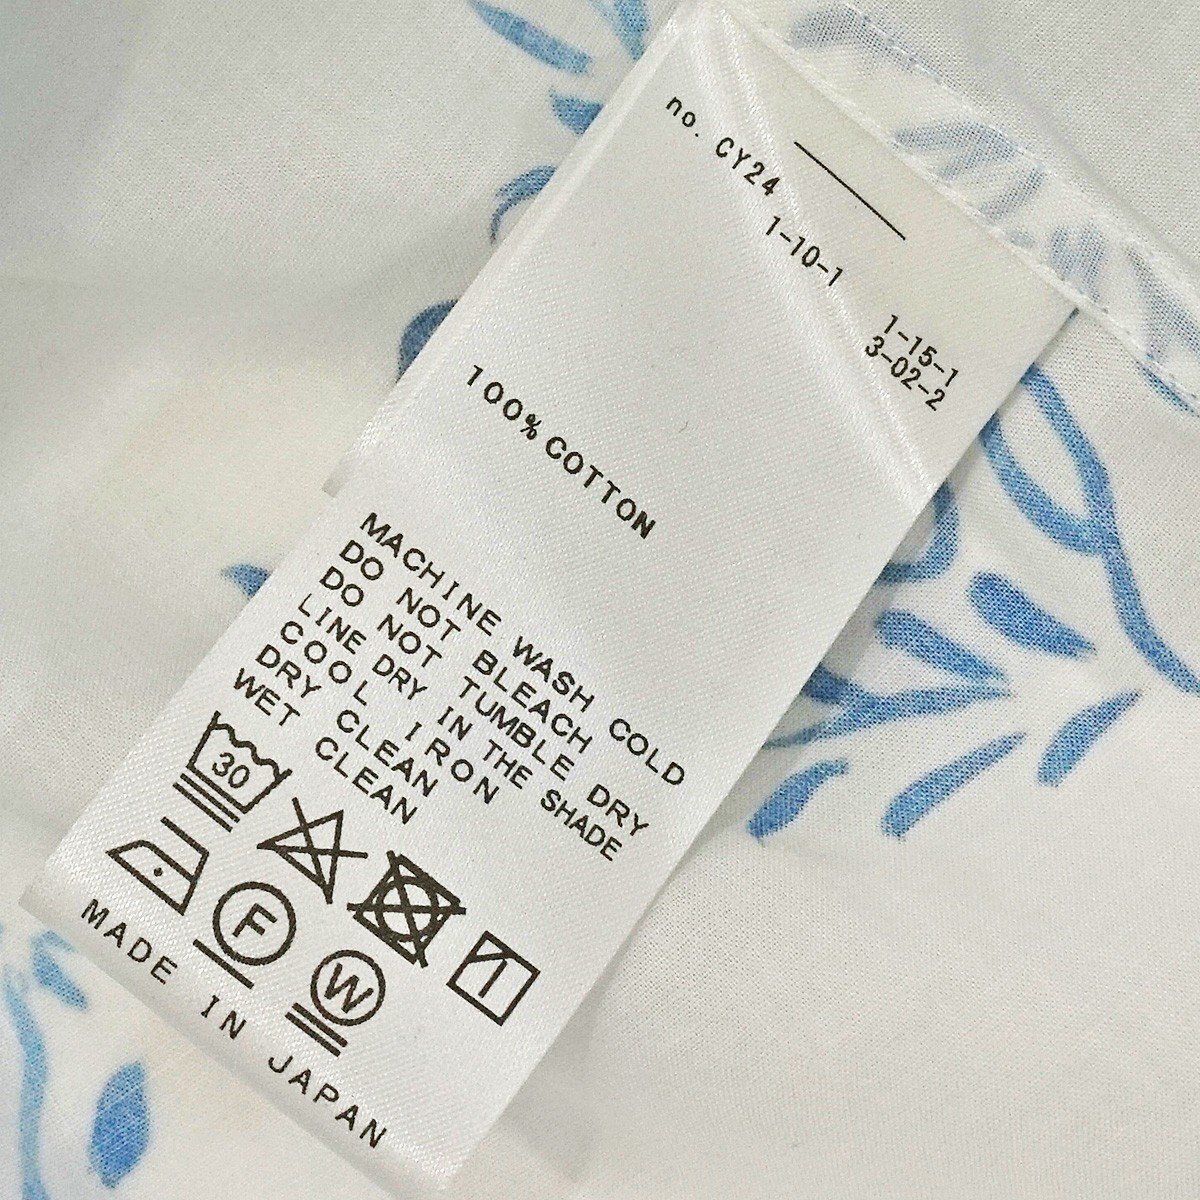 no. CY24
1-10-1
1-15-1
3-02-2
100% COTTON
MACHINE WASH COLD
DO NOT BLEACH
DO NOT TUMBLE DRY
LINE DRY IN THE SHADE
COOL IRON
DRY CLEAN
WET CLEAN
30
F
W
MADE IN JAPAN